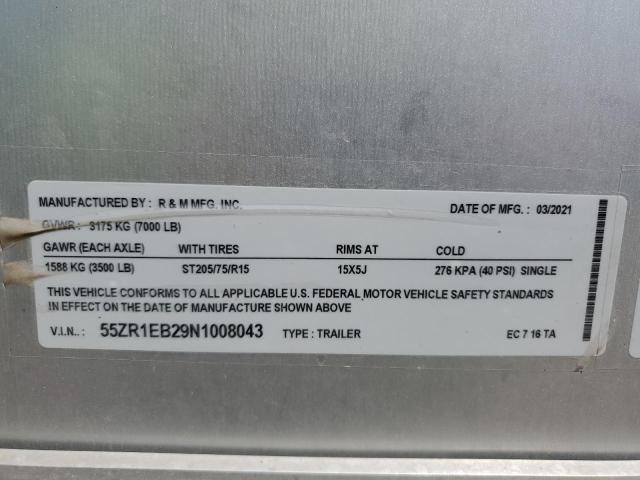 MANUFACTURED BY: R & M MFG. INC. DATE OF MFG.: 03/2021
GVWR: 3175 KG (7000 LB)
GAWR (EACH AXLE) WITH TIRES RIMS AT COLD
1588 KG (3500 LB) ST205/75/R15 15X5J 276 KPA (40 PSI) SINGLE
THIS VEHICLE CONFORMS TO ALL APPLICABLE U.S. FEDERAL MOTOR VEHICLE SAFETY STANDARDS
IN EFFECT ON THE DATE OF MANUFACTURE SHOWN ABOVE
V.I.N..: 55ZR1EB29N1008043 TYPE: TRAILER EC 7 16 TA